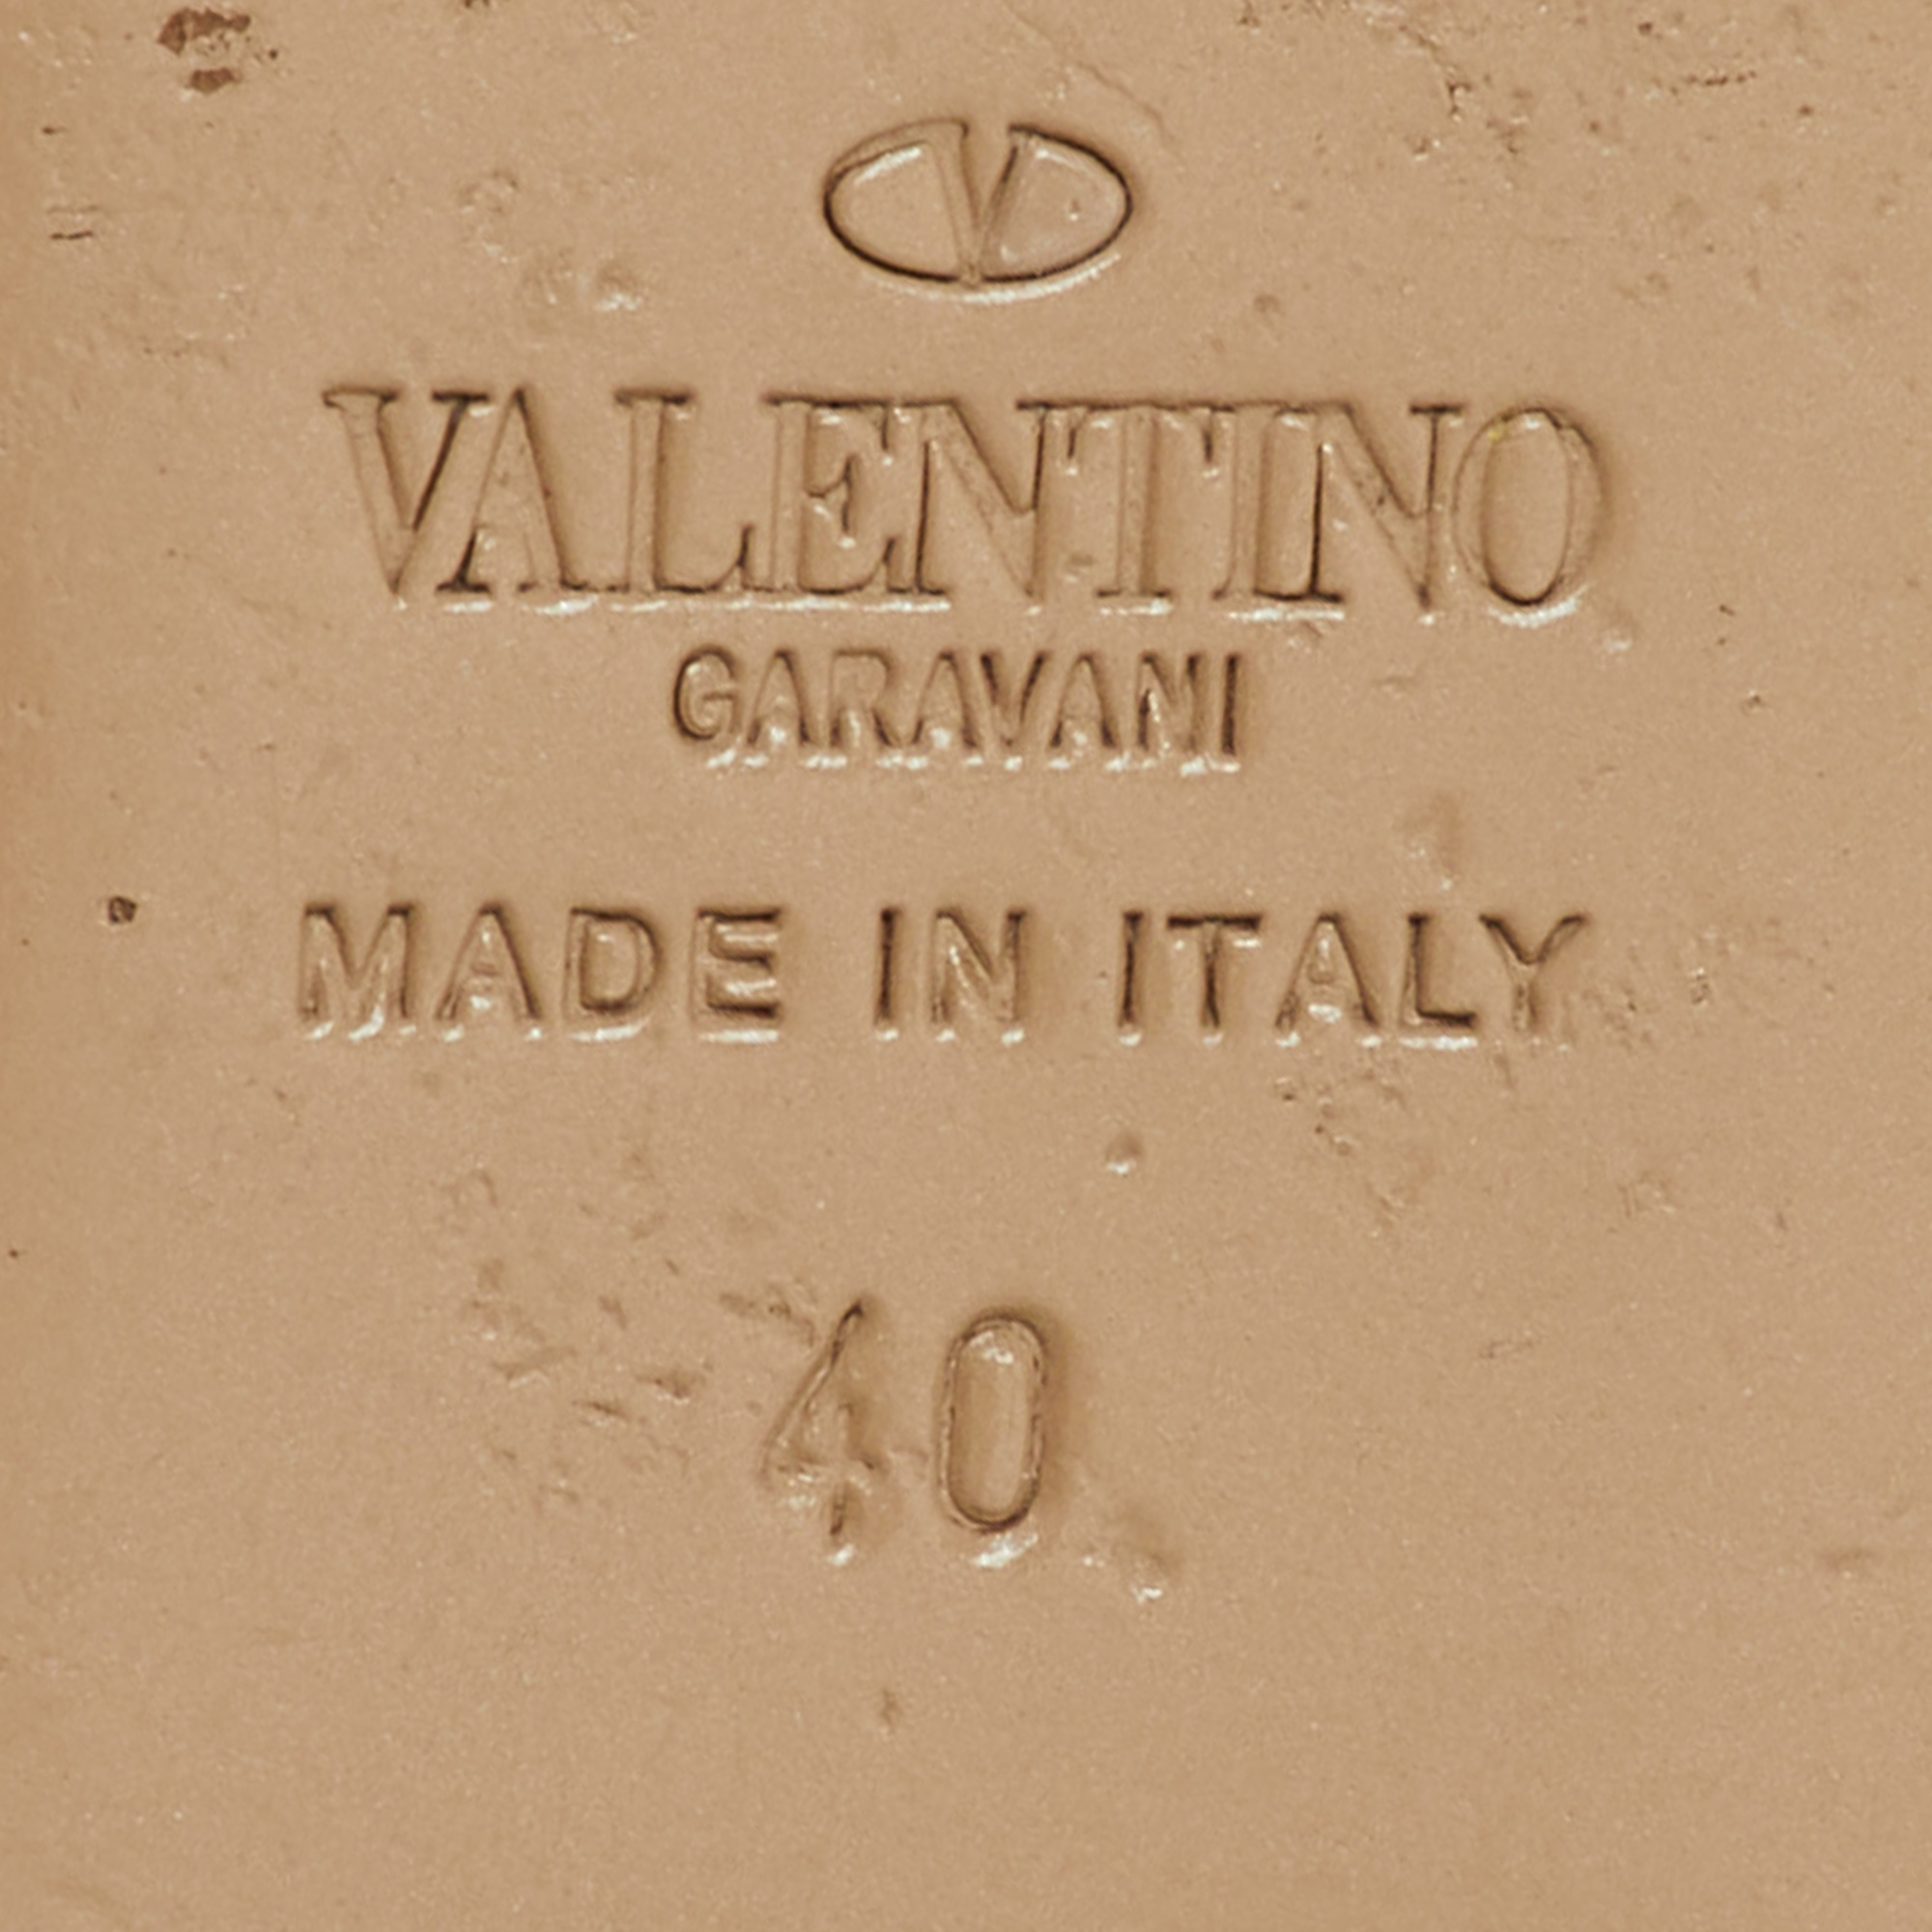 VALENTINO
GARAVANI
MADE IN ITALY
40